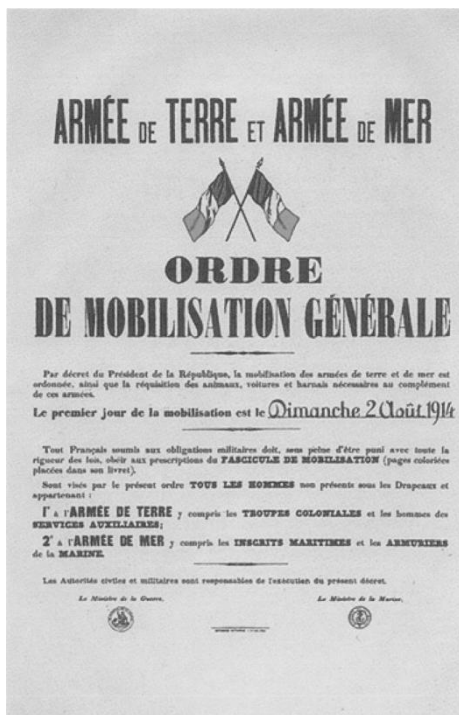 ARMÉE DE TERRE ET ARMÉE DE MER
ORDRE
DE MOBILISATION GÉNÉRALE
Par décret du Président de la République, la mobilisation des armées de terre et de mer est
ordonnée, ainsi que la réquisition des animaux, voitures et harnais nécessaires au complément
de ces armées.
Le premier jour de la mobilisation est le Dimanche 2 Août 1914
Tout Français soumis aux obligations militaires doit, sous peine d'être puni avec toute la
rigueur des lois, obéir aux prescriptions du FASCICULE DE MOBILISATION (pages coloriées
placées dans son livret).
Sont visés par le présent ordre TOUS LES HOMMES non présents sous les Drapeaux et
appartenant :
1° à l'ARMÉE DE TERRE y compris les TROUPES COLONIALES et les hommes des
SERVICES AUXILIAIRES;
2° à l'ARMÉE DE MER y compris les INSCRITS MARITIMES et les ARMURIERS
de la MARINE.
Les Autorités civiles et militaires sont responsables de l'exécution du présent décret.
Le Ministre de la Guerre, Le Ministre de la Marine,